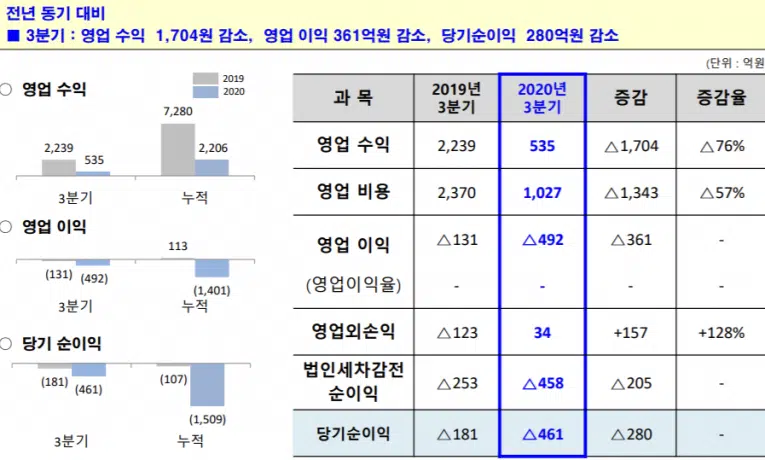 전년 동기 대비
■ 3분기 : 영업 수익 1,704원 감소, 영업 이익 361억원 감소, 당기순이익 280억원 감소
(단위 : 억원
○ 영업 수익
2019
2020
2,239
535
7,280
2,206
3분기
누적
○ 영업 이익
113
(131)
(492)
(1,401)
3분기
누적
○ 당기 순이익
(181)
(461)
(107)
(1,509)
3분기
누적
과 목 2019년 3분기 2020년 3분기 증감 증감율
영업 수익 2,239 535 △1,704 △76%
영업 비용 2,370 1,027 △1,343 △57%
영업 이익 △131 △492 △361 -
(영업이익율) - - - -
영업외손익 △123 34 +157 +128%
법인세차감전 순이익 △253 △458 △205 -
당기순이익 △181 △461 △280 -